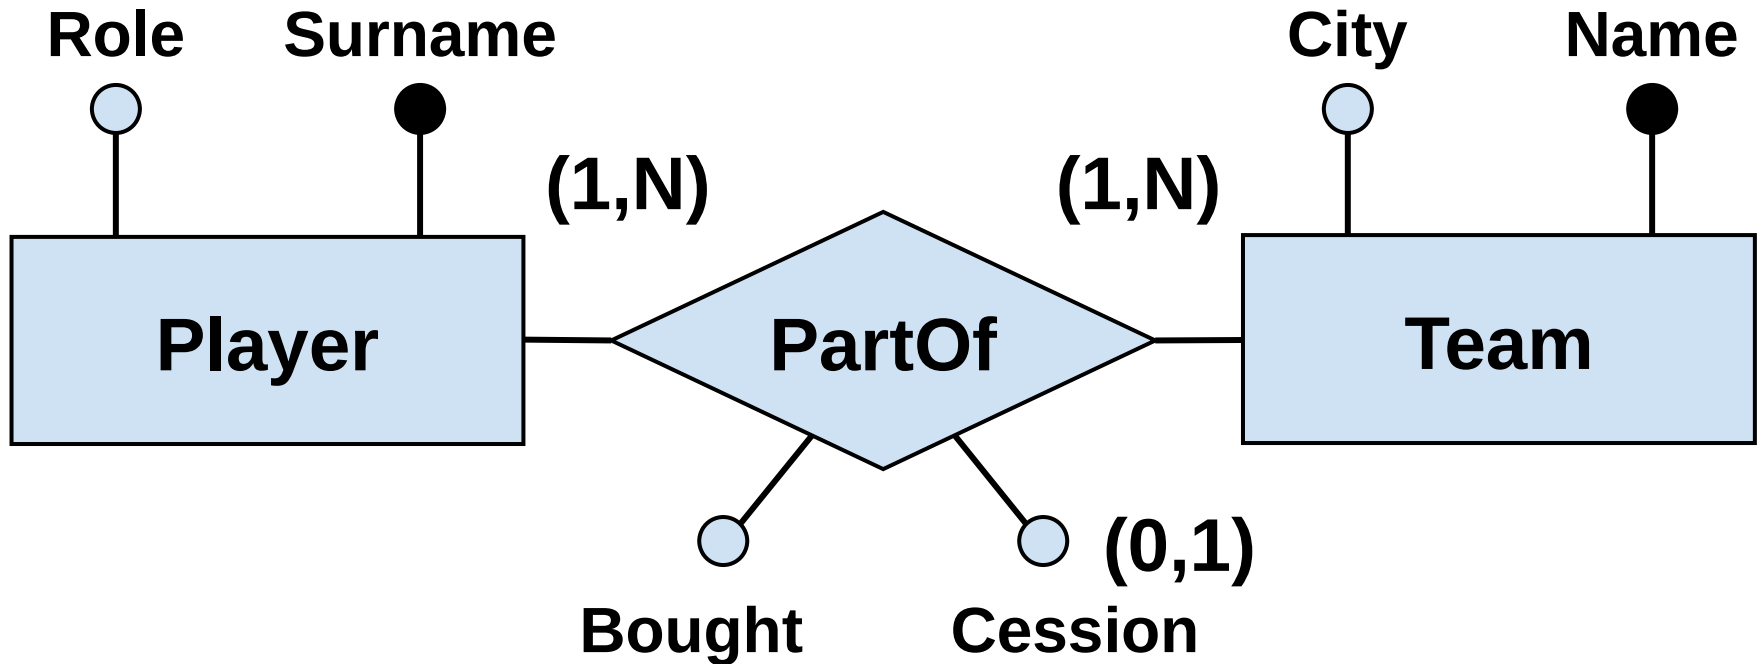 Role Surname City Name
(1,N) (1,N)
Player PartOf Team
(0,1)
Bought Cession